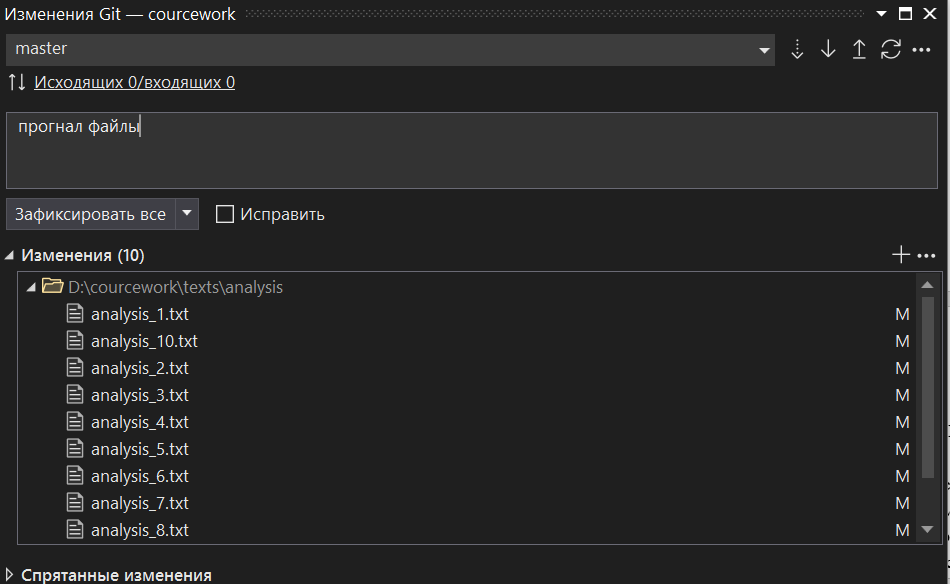 Изменения Git — courcework
master
Исходящих 0/входящих 0
прогнал файлы
Зафиксировать все
Исправить
Изменения (10)
D:\courcework\texts\analysis
analysis_1.txt M
analysis_10.txt M
analysis_2.txt M
analysis_3.txt M
analysis_4.txt M
analysis_5.txt M
analysis_6.txt M
analysis_7.txt M
analysis_8.txt M
Спрятанные изменения